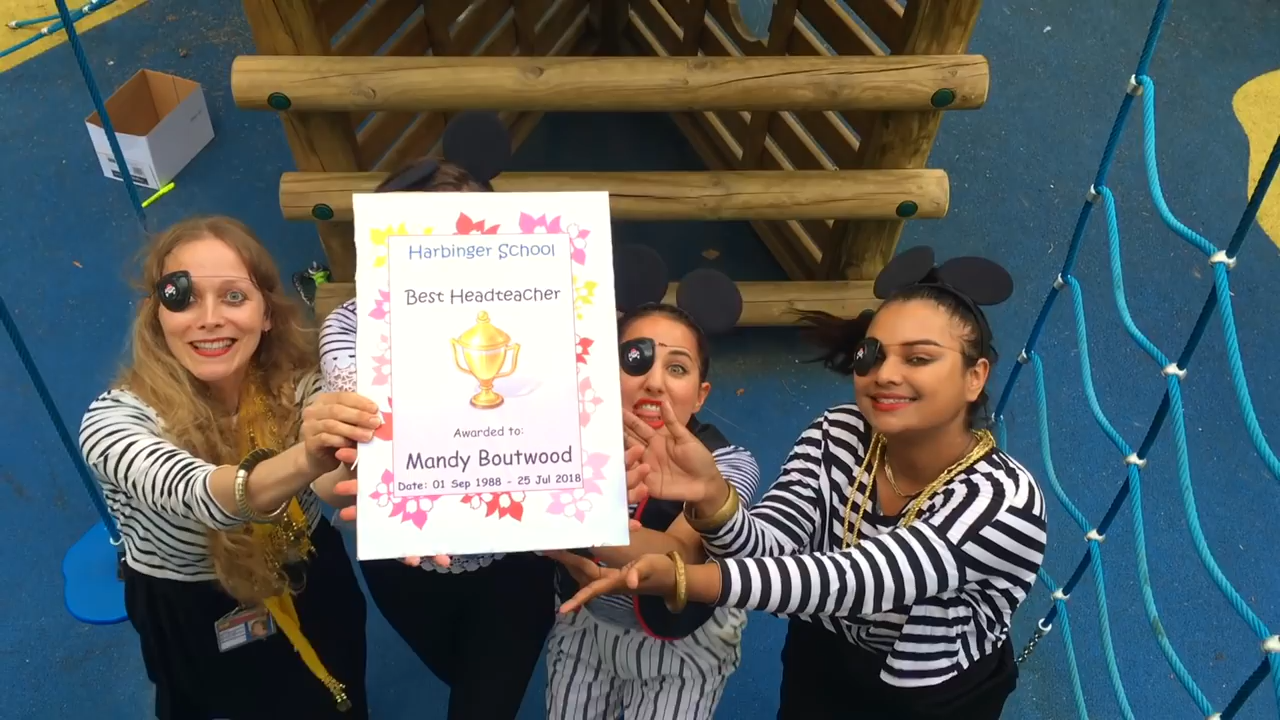 Harbinger School
Best Headteacher
Awarded to:
Mandy Boutwood
Date: 01 Sep 1988 - 25 Jul 2018